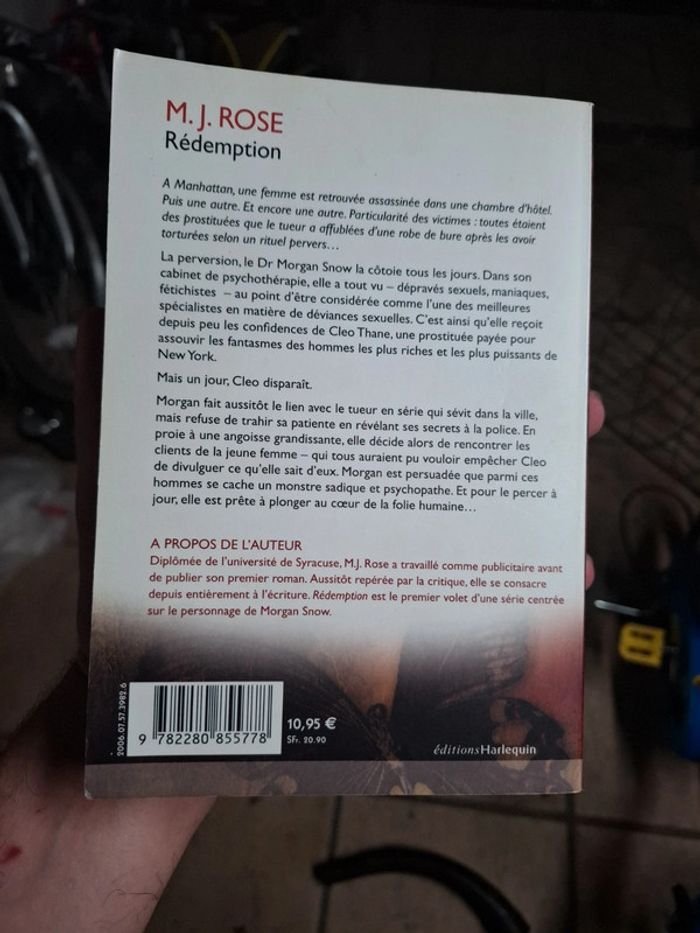 M. J. ROSE
Rédemption
A Manhattan, une femme est retrouvée assassinée dans une chambre d'hôtel.
Puis une autre. Et encore une autre. Particularité des victimes : toutes étaient
des prostituées que le tueur a affublées d'une robe de bure après les avoir
torturées selon un rituel pervers…
La perversion, le Dr Morgan Snow la côtoie tous les jours. Dans son
cabinet de psychothérapie, elle a tout vu – dépravés sexuels, maniaques,
fétichistes – au point d'être considérée comme l'une des meilleures
spécialistes en matière de déviances sexuelles. C'est ainsi qu'elle reçoit
depuis peu les confidences de Cleo Thane, une prostituée payée pour
assouvir les fantasmes des hommes les plus riches et les plus puissants de
New York.
Mais un jour, Cleo disparaît.
Morgan fait aussitôt le lien avec le tueur en série qui sévit dans la ville,
mais refuse de trahir sa patiente en révélant ses secrets à la police. En
proie à une angoisse grandissante, elle décide alors de rencontrer les
clients de la jeune femme – qui tous auraient pu vouloir empêcher Cleo
de divulguer ce qu'elle sait d'eux. Morgan est persuadée que parmi ces
hommes se cache un monstre sadique et psychopathe. Et pour le percer à
jour, elle est prête à plonger au cœur de la folie humaine…
A PROPOS DE L'AUTEUR
Diplômée de l'université de Syracuse, M.J. Rose a travaillé comme publicitaire avant
de publier son premier roman. Aussitôt repérée par la critique, elle se consacre
depuis entièrement à l'écriture. Rédemption est le premier volet d'une série centrée
sur le personnage de Morgan Snow.
2006.07.57.3982.6
9 782280 855778
10,95 €
SFr. 20.90
éditionsHarlequin